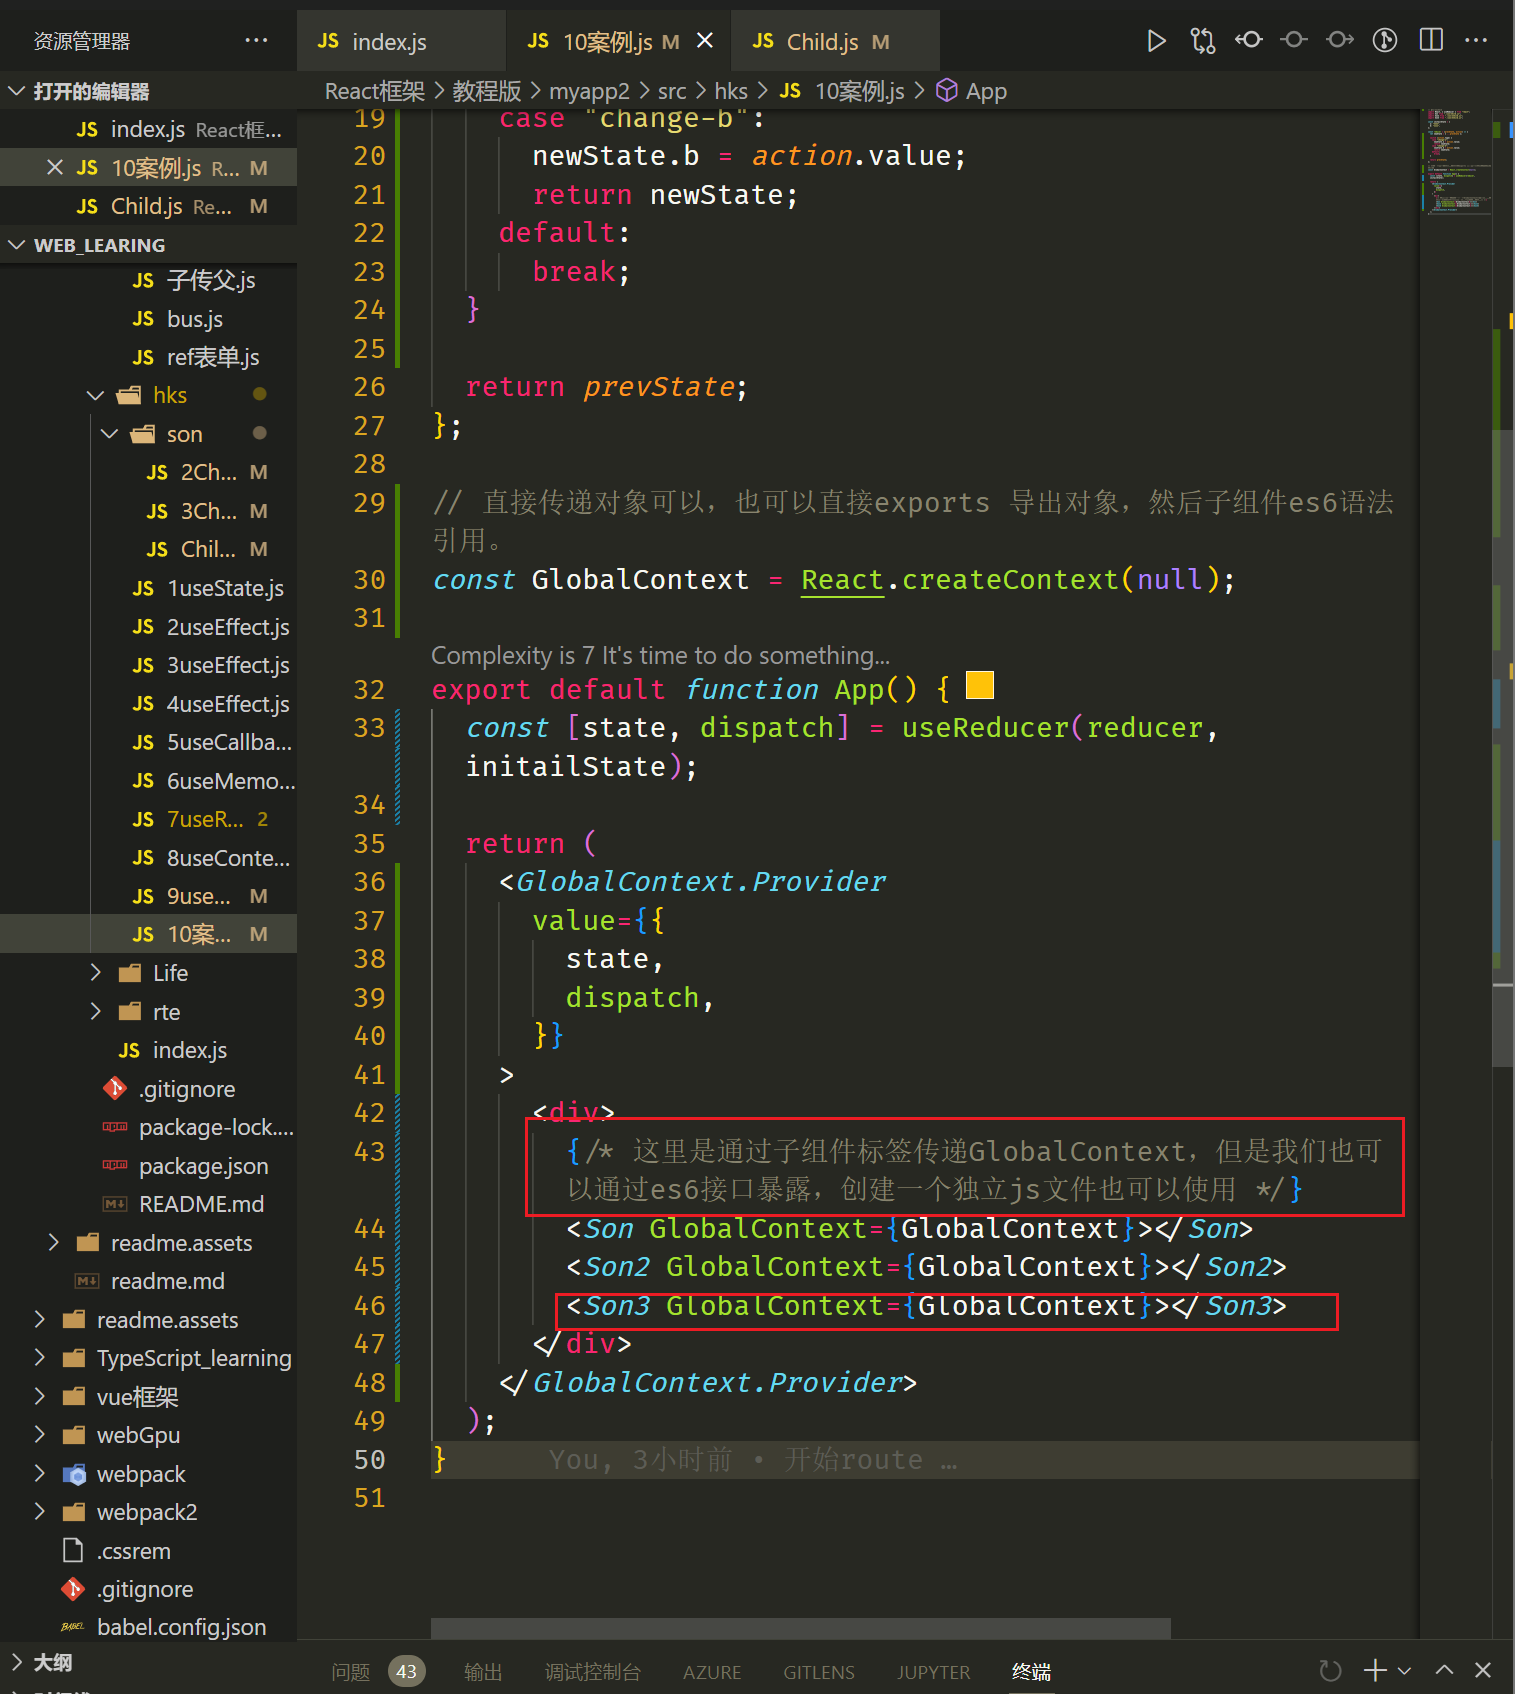 资源管理器 ···
JS index.js
JS 10案例.js M
JS Child.js M
打开的编辑器
React框架 > 教程版 > myapp2 > src > hks > JS 10案例.js > App
JS index.js React框...
JS 10案例.js R... M
JS Child.js Re... M
WEB_LEARING
JS 子传父.js
JS bus.js
JS ref表单.js
hks
son
JS 2Ch... M
JS 3Ch... M
JS Chil... M
JS 1useState.js
JS 2useEffect.js
JS 3useEffect.js
JS 4useEffect.js
JS 5useCallba...
JS 6useMemo...
JS 7useR... 2
JS 8useConte...
JS 9use... M
JS 10案... M
Life
rte
JS index.js
.gitignore
package-lock....
package.json
README.md
readme.assets
readme.md
readme.assets
TypeScript_learning
vue框架
webGpu
webpack
webpack2
.cssrem
.gitignore
BABEL babel.config.json
大纲
19 case "change-b":
20 newState.b = action.value;
21 return newState;
22 default:
23 break;
24 }
25
26 return prevState;
27 };
28
29 // 直接传递对象可以，也可以直接exports 导出对象，然后子组件es6语法
引用。
30 const GlobalContext = React.createContext(null);
31
Complexity is 7 It's time to do something...
32 export default function App() {
33 const [state, dispatch] = useReducer(reducer,
initailState);
34
35 return (
36 <GlobalContext.Provider
37 value={{
38 state,
39 dispatch,
40 }}
41 >
42 <div>
43 {/* 这里是通过子组件标签传递GlobalContext，但是我们也可
以通过es6接口暴露，创建一个独立js文件也可以使用 */}
44 <Son GlobalContext={GlobalContext}></Son>
45 <Son2 GlobalContext={GlobalContext}></Son2>
46 <Son3 GlobalContext={GlobalContext}></Son3>
47 </div>
48 </GlobalContext.Provider>
49 );
50 } You, 3小时前 • 开始route …
51
问题 43 输出 调试控制台 AZURE GITLENS JUPYTER 终端